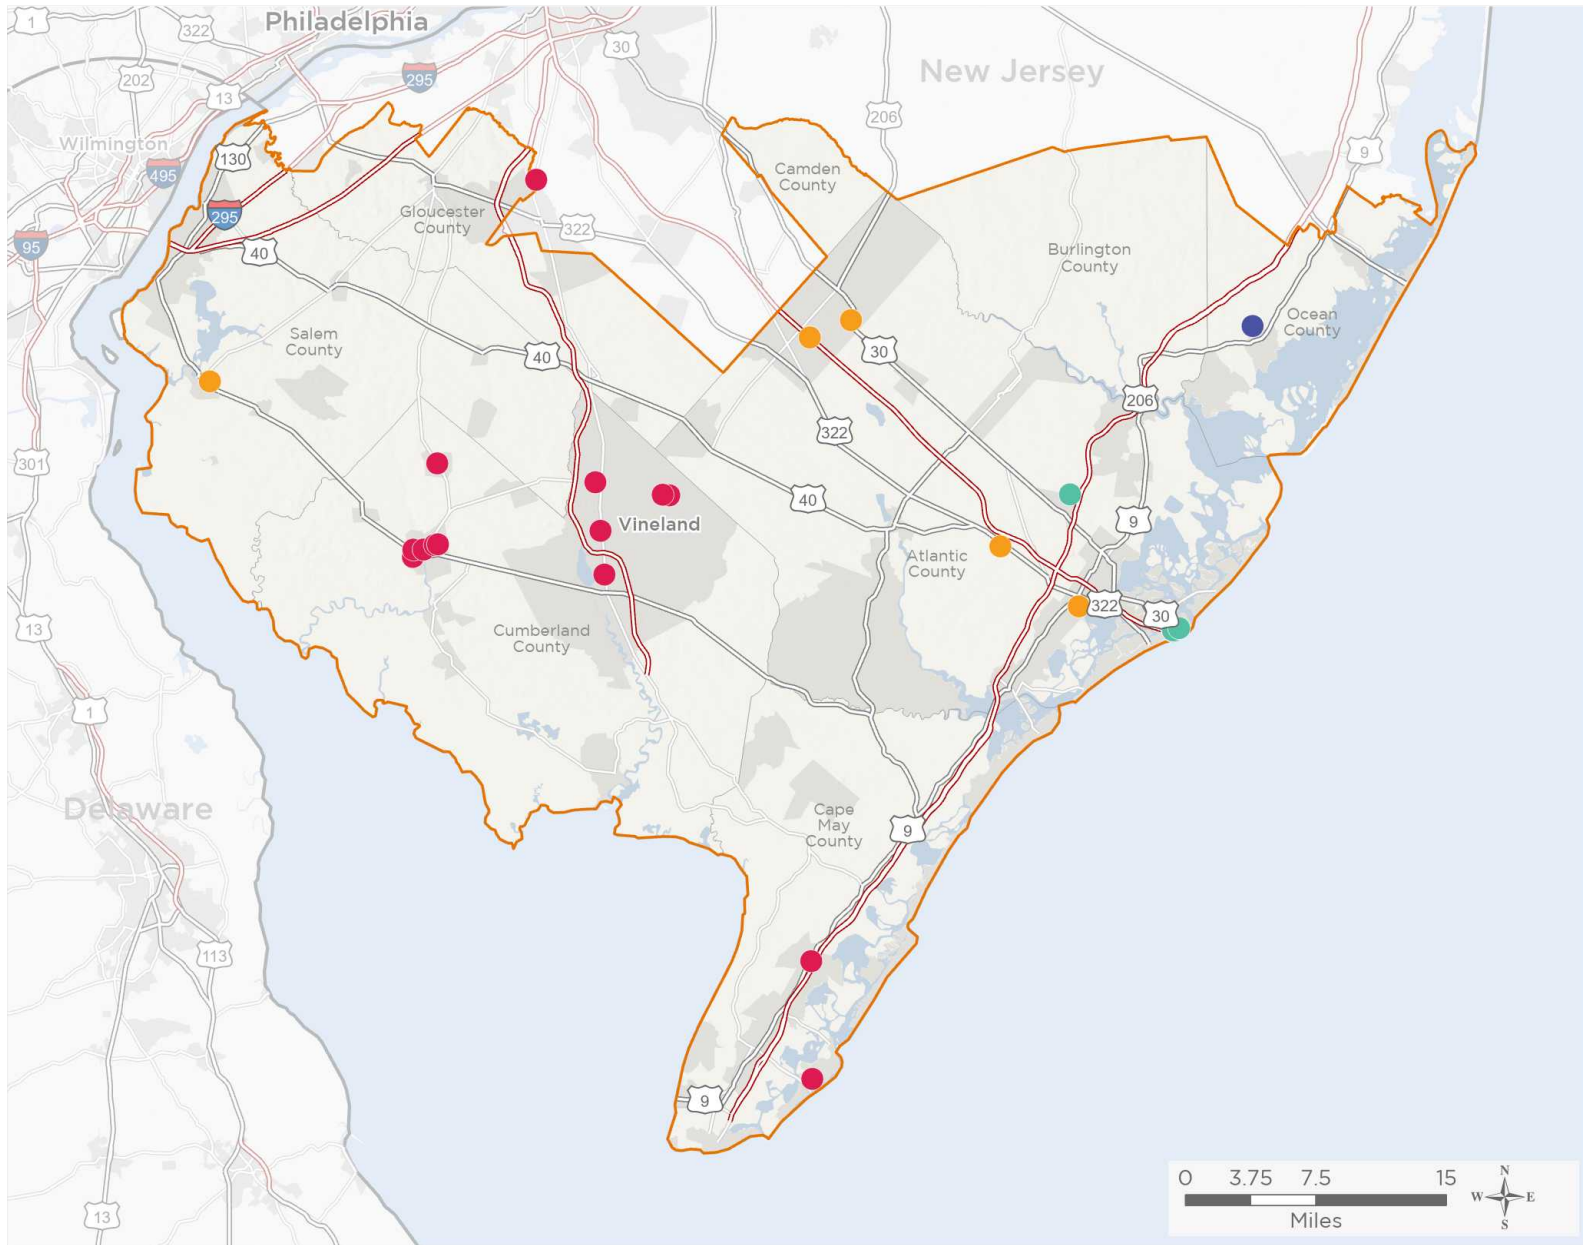 1
322
Philadelphia
30
New Jersey
202
13
295
206
Wilmington
130
495
9
Camden
County
295
Gloucester
County
322
95
40
Burlington
County
Salem
County
Ocean
County
40
30
206
301
322
40
Vineland
9
Atlantic
County
13
Cumberland
County
322
30
1
Delaware
Cape
May
County
9
113
9
13
0 3.75 7.5 15
Miles
N
W E
S